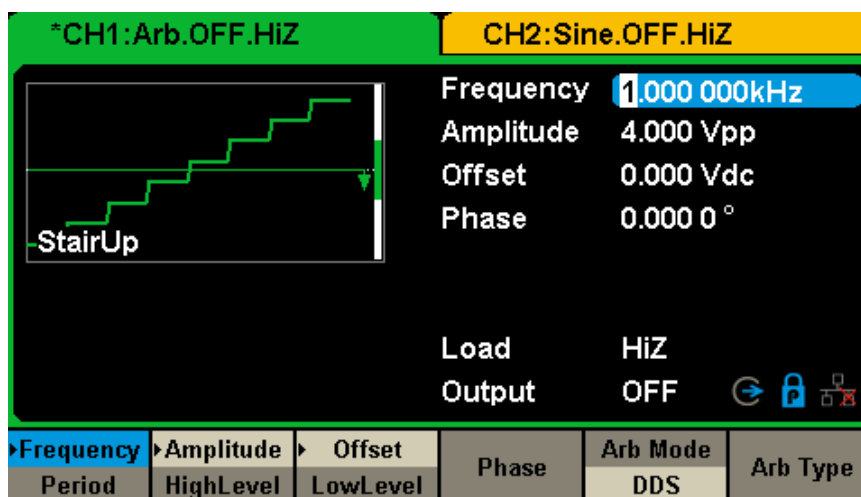 *CH1:Arb.OFF.HiZ
CH2:Sine.OFF.HiZ
Frequency 1.000 000kHz
Amplitude 4.000 Vpp
Offset 0.000 Vdc
Phase 0.000 0 °
StairUp
Load HiZ
Output OFF
P
Frequency Amplitude Offset Phase Arb Mode Arb Type
Period HighLevel LowLevel DDS